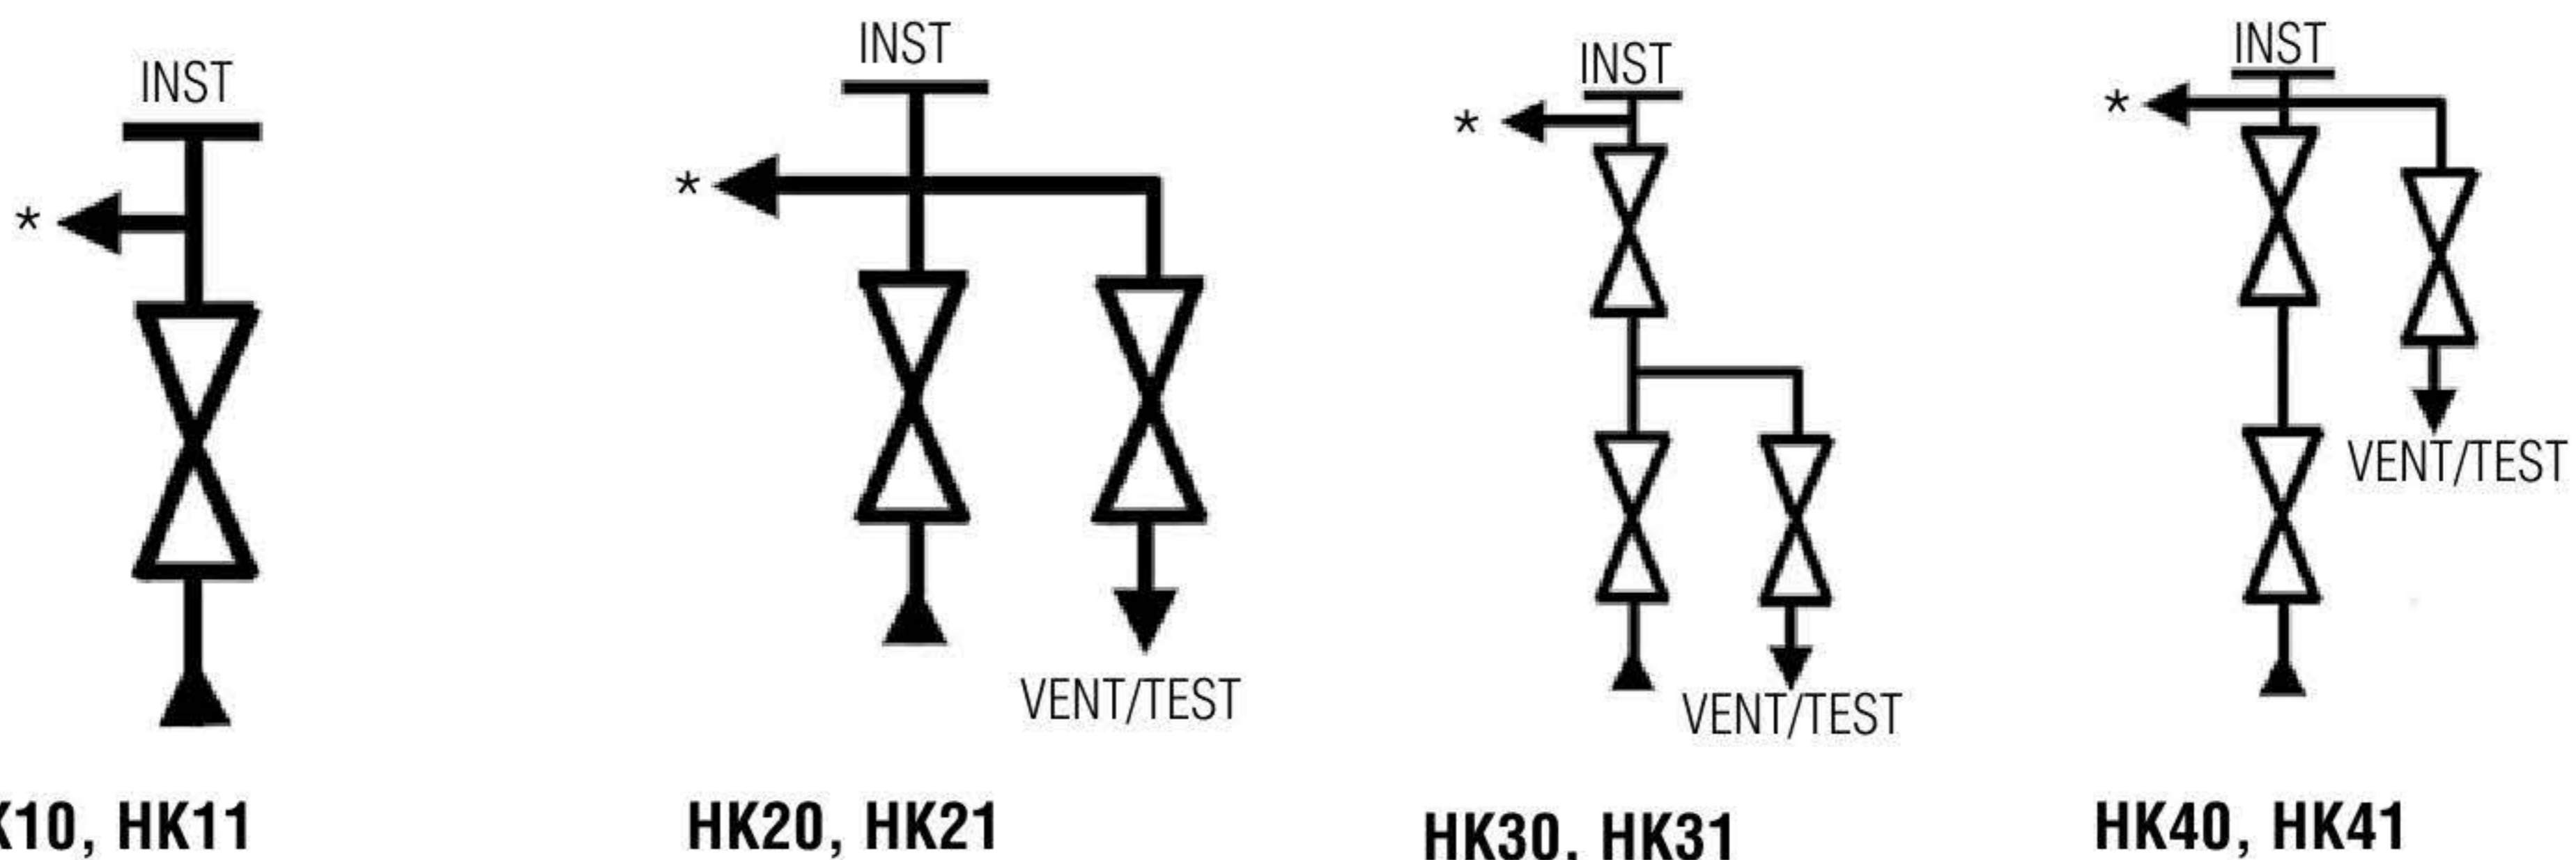 INST
*
K10, HK11
INST
*
VENT/TEST
HK20, HK21
INST
*
VENT/TEST
HK30, HK31
INST
*
VENT/TEST
HK40, HK41